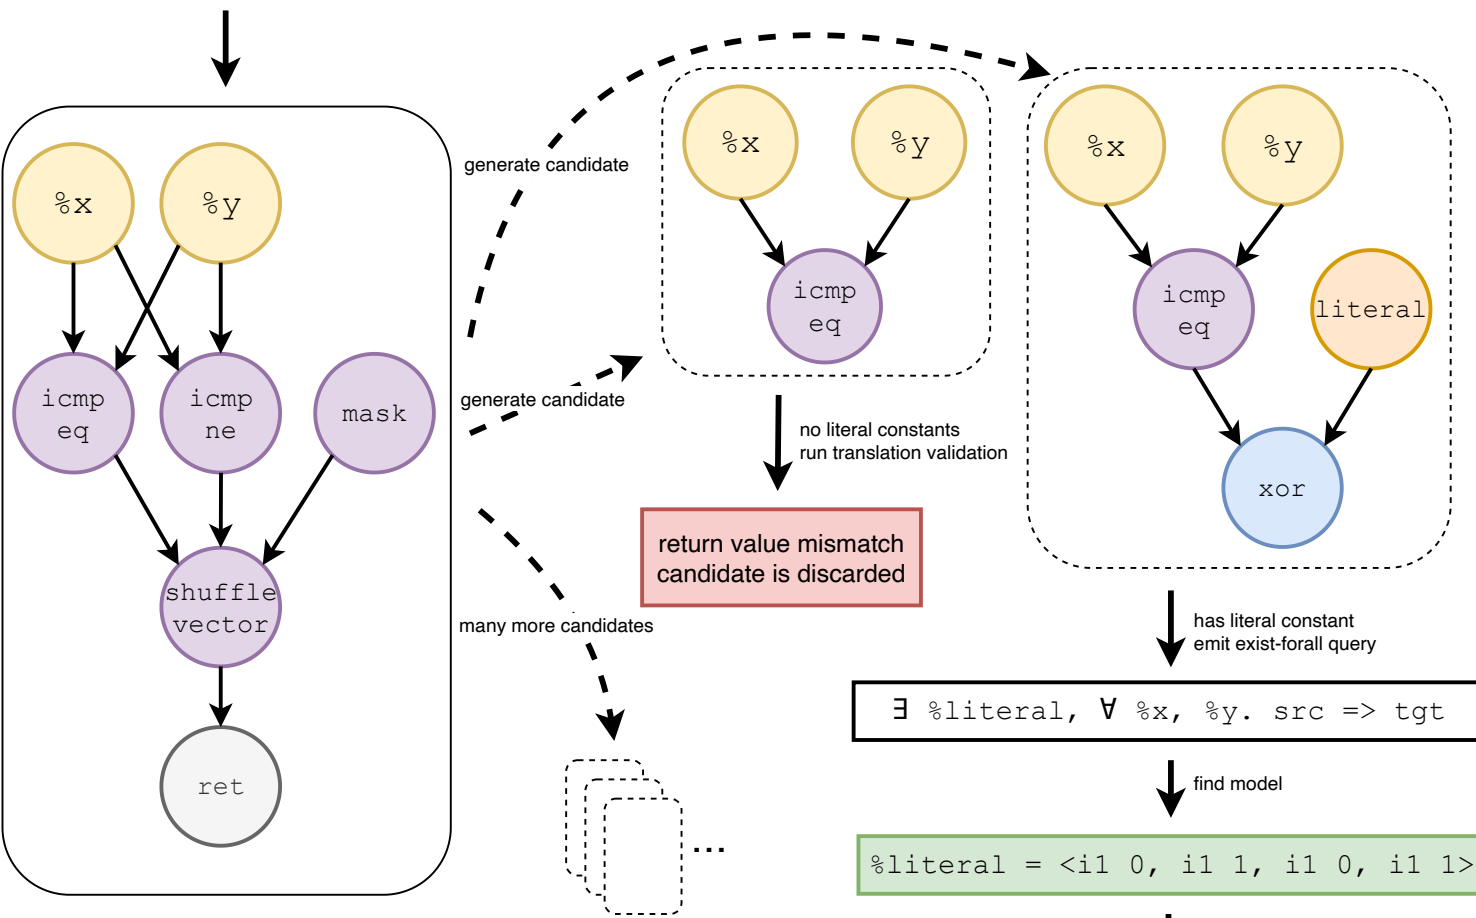 %x
%y
icmp
eq
icmp
ne
mask
shuffle
vector
ret
generate candidate
generate candidate
many more candidates
...
%x
%y
icmp
eq
no literal constants
run translation validation
return value mismatch
candidate is discarded
%x
%y
icmp
eq
literal
xor
has literal constant
emit exist-forall query
∃ %literal, ∀ %x, %y. src => tgt
find model
%literal = <i1 0, i1 1, i1 0, i1 1>